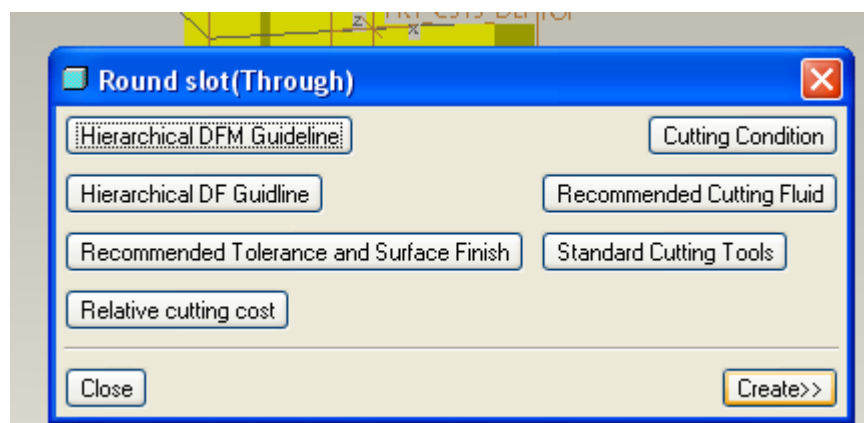 Z
X
Round slot(Through)
Hierarchical DFM Guideline
Cutting Condition
Hierarchical DF Guidline
Recommended Cutting Fluid
Recommended Tolerance and Surface Finish
Standard Cutting Tools
Relative cutting cost
Close
Create>>